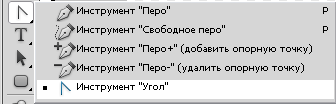 Инструмент "Перо" P
Инструмент "Свободное перо" P
Инструмент "Перо+" (добавить опорную точку)
Инструмент "Перо-" (удалить опорную точку)
Инструмент "Угол"